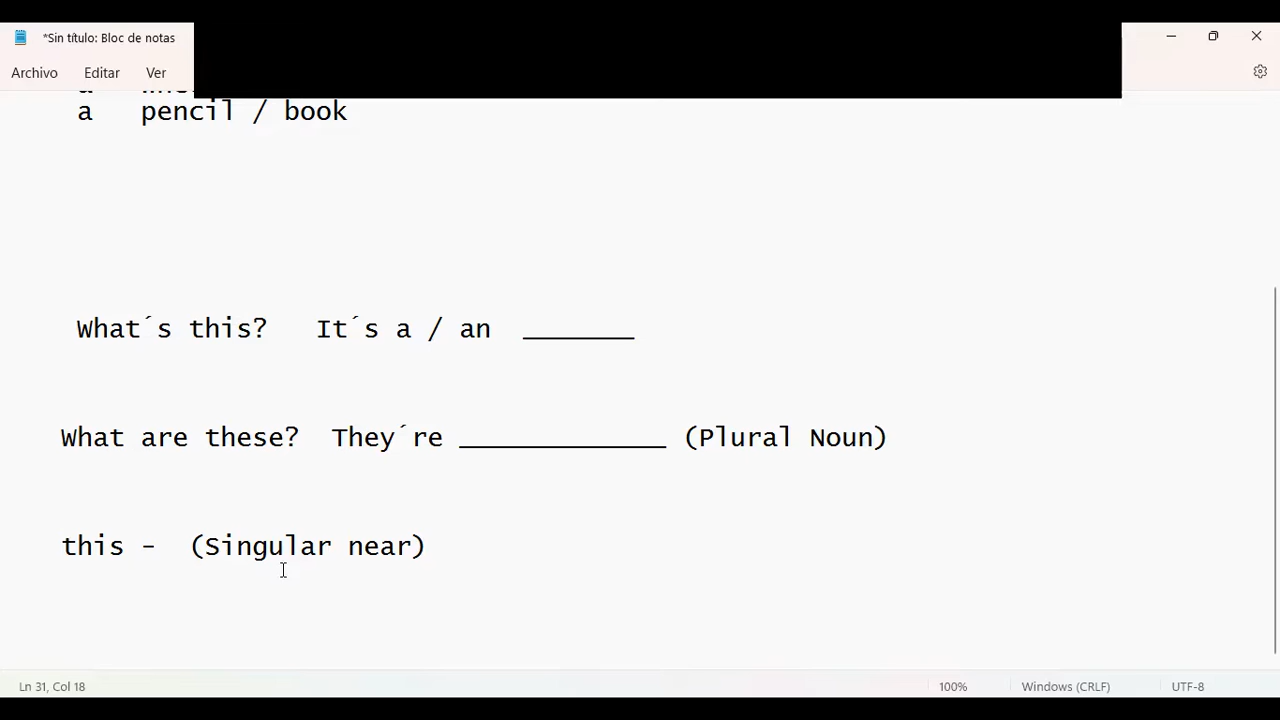 *Sin título: Bloc de notas
Archivo Editar Ver
a pencil / book
What´s this? It´s a / an _______
What are these? They´re _____________ (Plural Noun)
this - (Singular near)
Ln 31, Col 18 100% Windows (CRLF) UTF-8